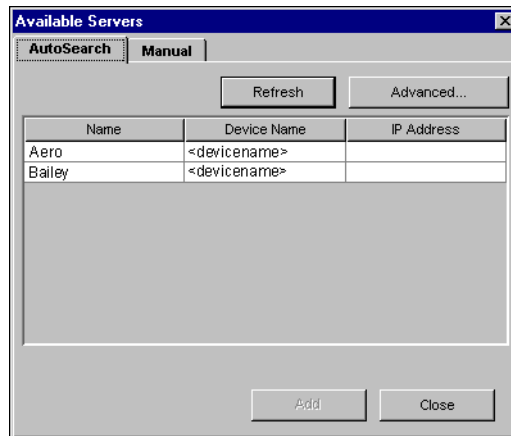 Available Servers
AutoSearch Manual
Refresh Advanced...
Name Device Name IP Address
Aero <devicename>
Bailey <devicename>
Add Close